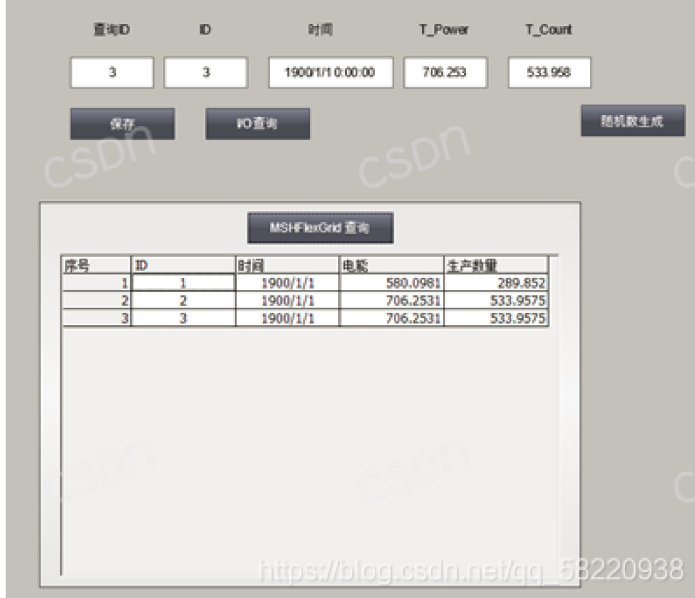 查询ID ID 时间 T_Power T_Count
3 3 1900/1/1 0:00:00 706.253 533.958
保存 I/O查询 随机数生成
MSHFlexGrid 查询
序号 ID 时间 电能 生产数量
1 1 1900/1/1 580.0981 289.852
2 2 1900/1/1 706.2531 533.9575
3 3 1900/1/1 706.2531 533.9575
CSDN CSDN
CSDN CSDN
https://blog.csdn.net/qq_58220938